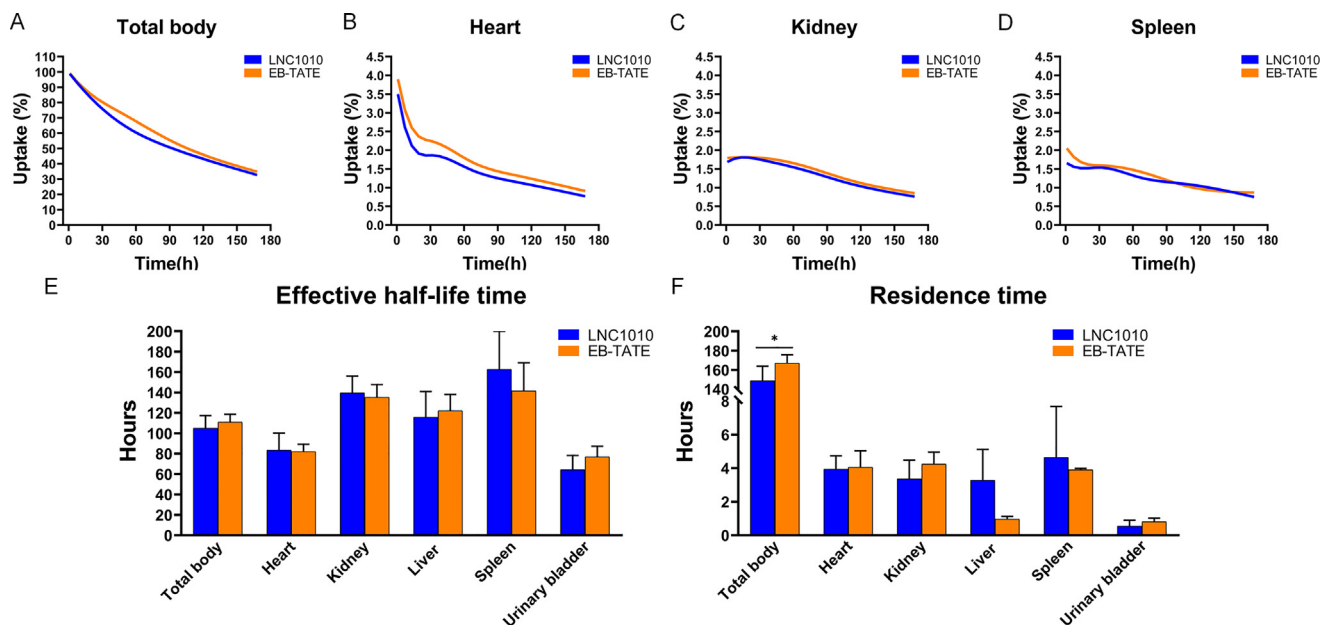 A
Total body
LNC1010
EB-TATE
Uptake (%)
110
100
90
80
70
60
50
40
30
20
10
0
0 30 60 90 120 150 180
Time(h)
B
Heart
LNC1010
EB-TATE
Uptake (%)
4.5
4.0
3.5
3.0
2.5
2.0
1.5
1.0
0.5
0.0
0 30 60 90 120 150 180
Time(h)
C
Kidney
LNC1010
EB-TATE
Uptake (%)
4.5
4.0
3.5
3.0
2.5
2.0
1.5
1.0
0.5
0.0
0 30 60 90 120 150 180
Time(h)
D
Spleen
LNC1010
EB-TATE
Uptake (%)
4.5
4.0
3.5
3.0
2.5
2.0
1.5
1.0
0.5
0.0
0 30 60 90 120 150 180
Time(h)
E
Effective half-life time
LNC1010
EB-TATE
Hours
200
180
160
140
120
100
80
60
40
20
0
Total body
Heart
Kidney
Liver
Spleen
Urinary bladder
F
Residence time
LNC1010
EB-TATE
*
Hours
200
180
160
140
8
6
4
2
0
Total body
Heart
Kidney
Liver
Spleen
Urinary bladder